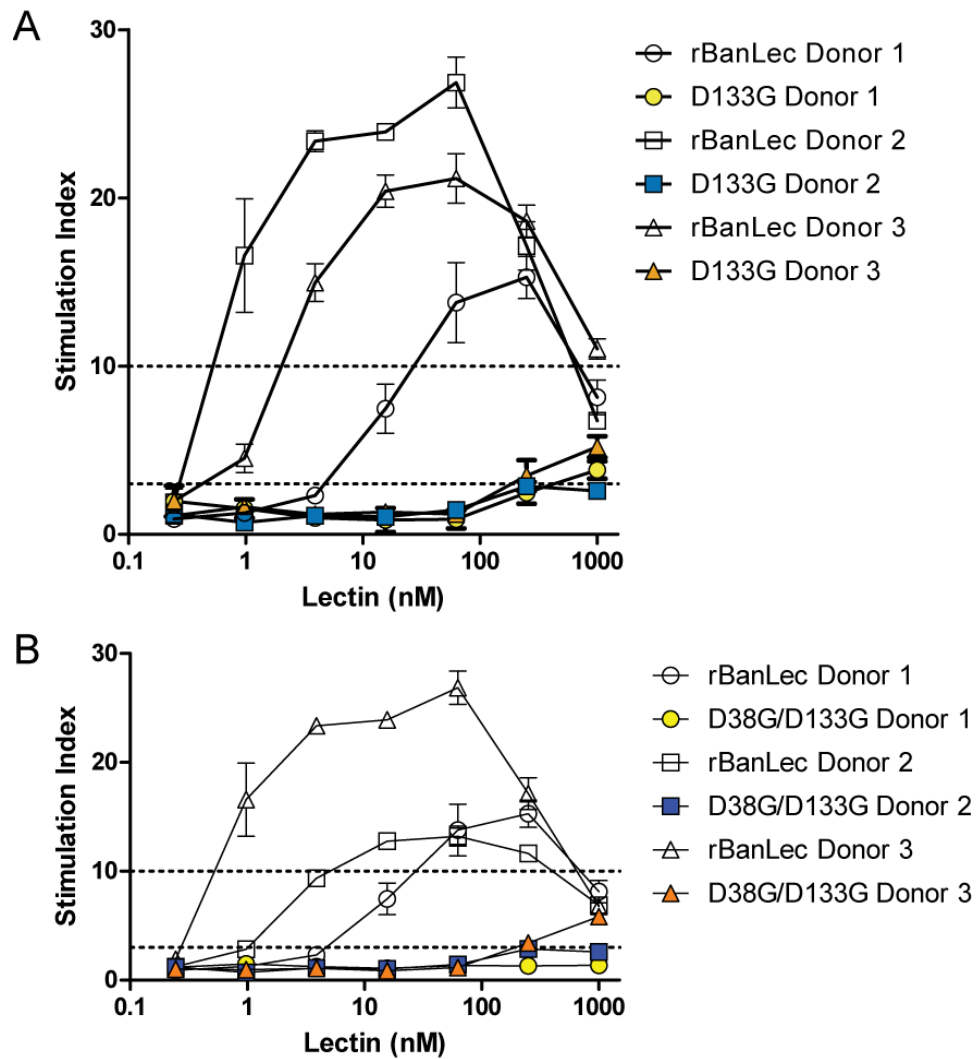 A
30
20
10
0
Stimulation Index
0.1 1 10 100 1000
Lectin (nM)
rBanLec Donor 1
D133G Donor 1
rBanLec Donor 2
D133G Donor 2
rBanLec Donor 3
D133G Donor 3
B
30
20
10
0
Stimulation Index
0.1 1 10 100 1000
Lectin (nM)
rBanLec Donor 1
D38G/D133G Donor 1
rBanLec Donor 2
D38G/D133G Donor 2
rBanLec Donor 3
D38G/D133G Donor 3